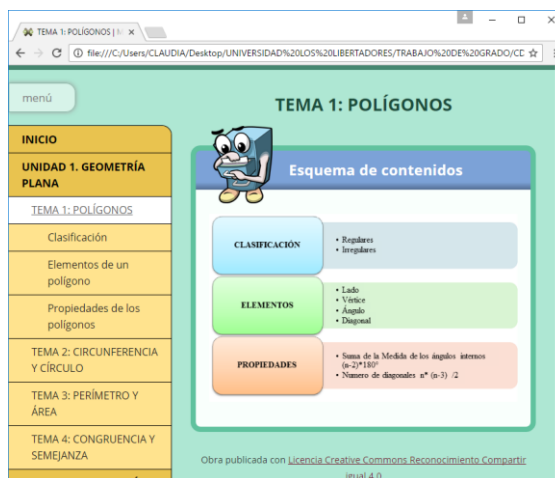 TEMA 1: POLÍGONOS | M
file:///C:/Users/CLAUDIA/Desktop/UNIVERSIDAD%20LOS%20LIBERTADORES/TRABAJO%20DE%20GRADO/CD
menú
TEMA 1: POLÍGONOS
INICIO
UNIDAD 1. GEOMETRÍA
PLANA
TEMA 1: POLÍGONOS
Clasificación
Elementos de un
polígono
Propiedades de los
polígonos
TEMA 2: CIRCUNFERENCIA
Y CÍRCULO
TEMA 3: PERÍMETRO Y
ÁREA
TEMA 4: CONGRUENCIA Y
SEMEJANZA
Esquema de contenidos
CLASIFICACIÓN
• Regulares
• Irregulares
ELEMENTOS
• Lado
• Vértice
• Ángulo
• Diagonal
PROPIEDADES
• Suma de la Medida de los ángulos internos
(n-2)*180°
• Numero de diagonales n* (n-3) /2
Obra publicada con Licencia Creative Commons Reconocimiento Compartir
igual 4.0